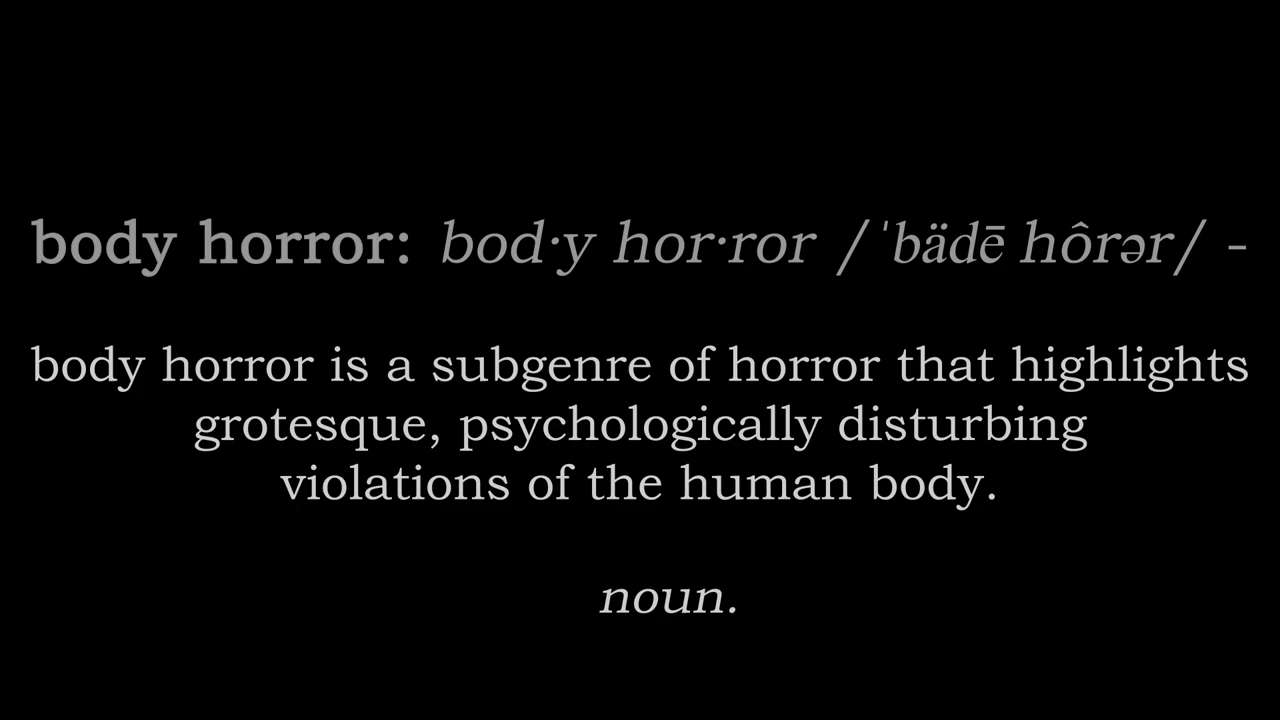 body horror: bod·y hor·ror /ˈbädē hôrər/ -
body horror is a subgenre of horror that highlights
grotesque, psychologically disturbing
violations of the human body.
noun.